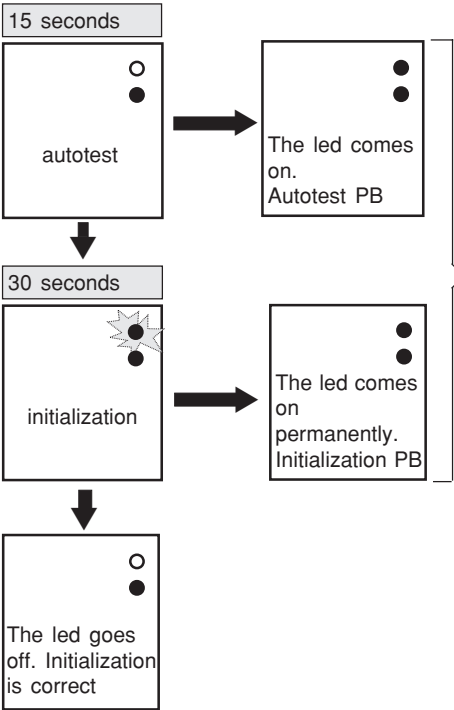 15 seconds
autotest
The led comes
on.
Autotest PB
30 seconds
initialization
The led comes
on
permanently.
Initialization PB
The led goes
off. Initialization
is correct